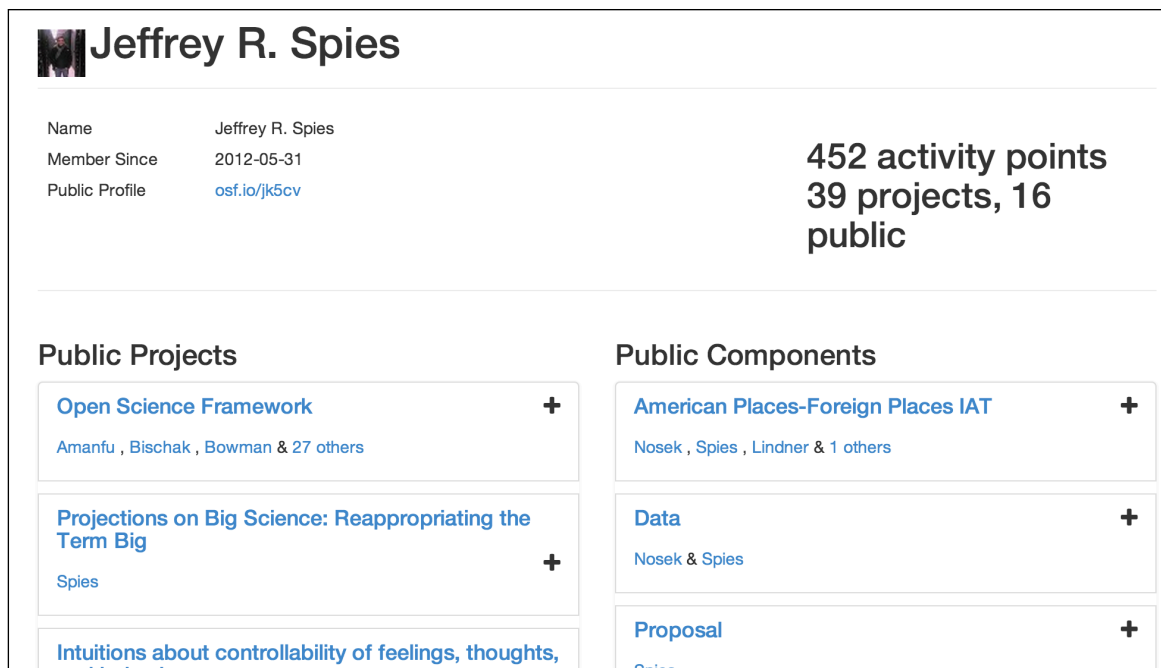 Jeffrey R. Spies
Name Jeffrey R. Spies
Member Since 2012-05-31
Public Profile osf.io/jk5cv
452 activity points
39 projects, 16
public
Public Projects
Open Science Framework
Amanfu , Bischak , Bowman & 27 others
Projections on Big Science: Reappropriating the
Term Big
Spies
Intuitions about controllability of feelings, thoughts,
Public Components
American Places-Foreign Places IAT
Nosek , Spies , Lindner & 1 others
Data
Nosek & Spies
Proposal
Spies